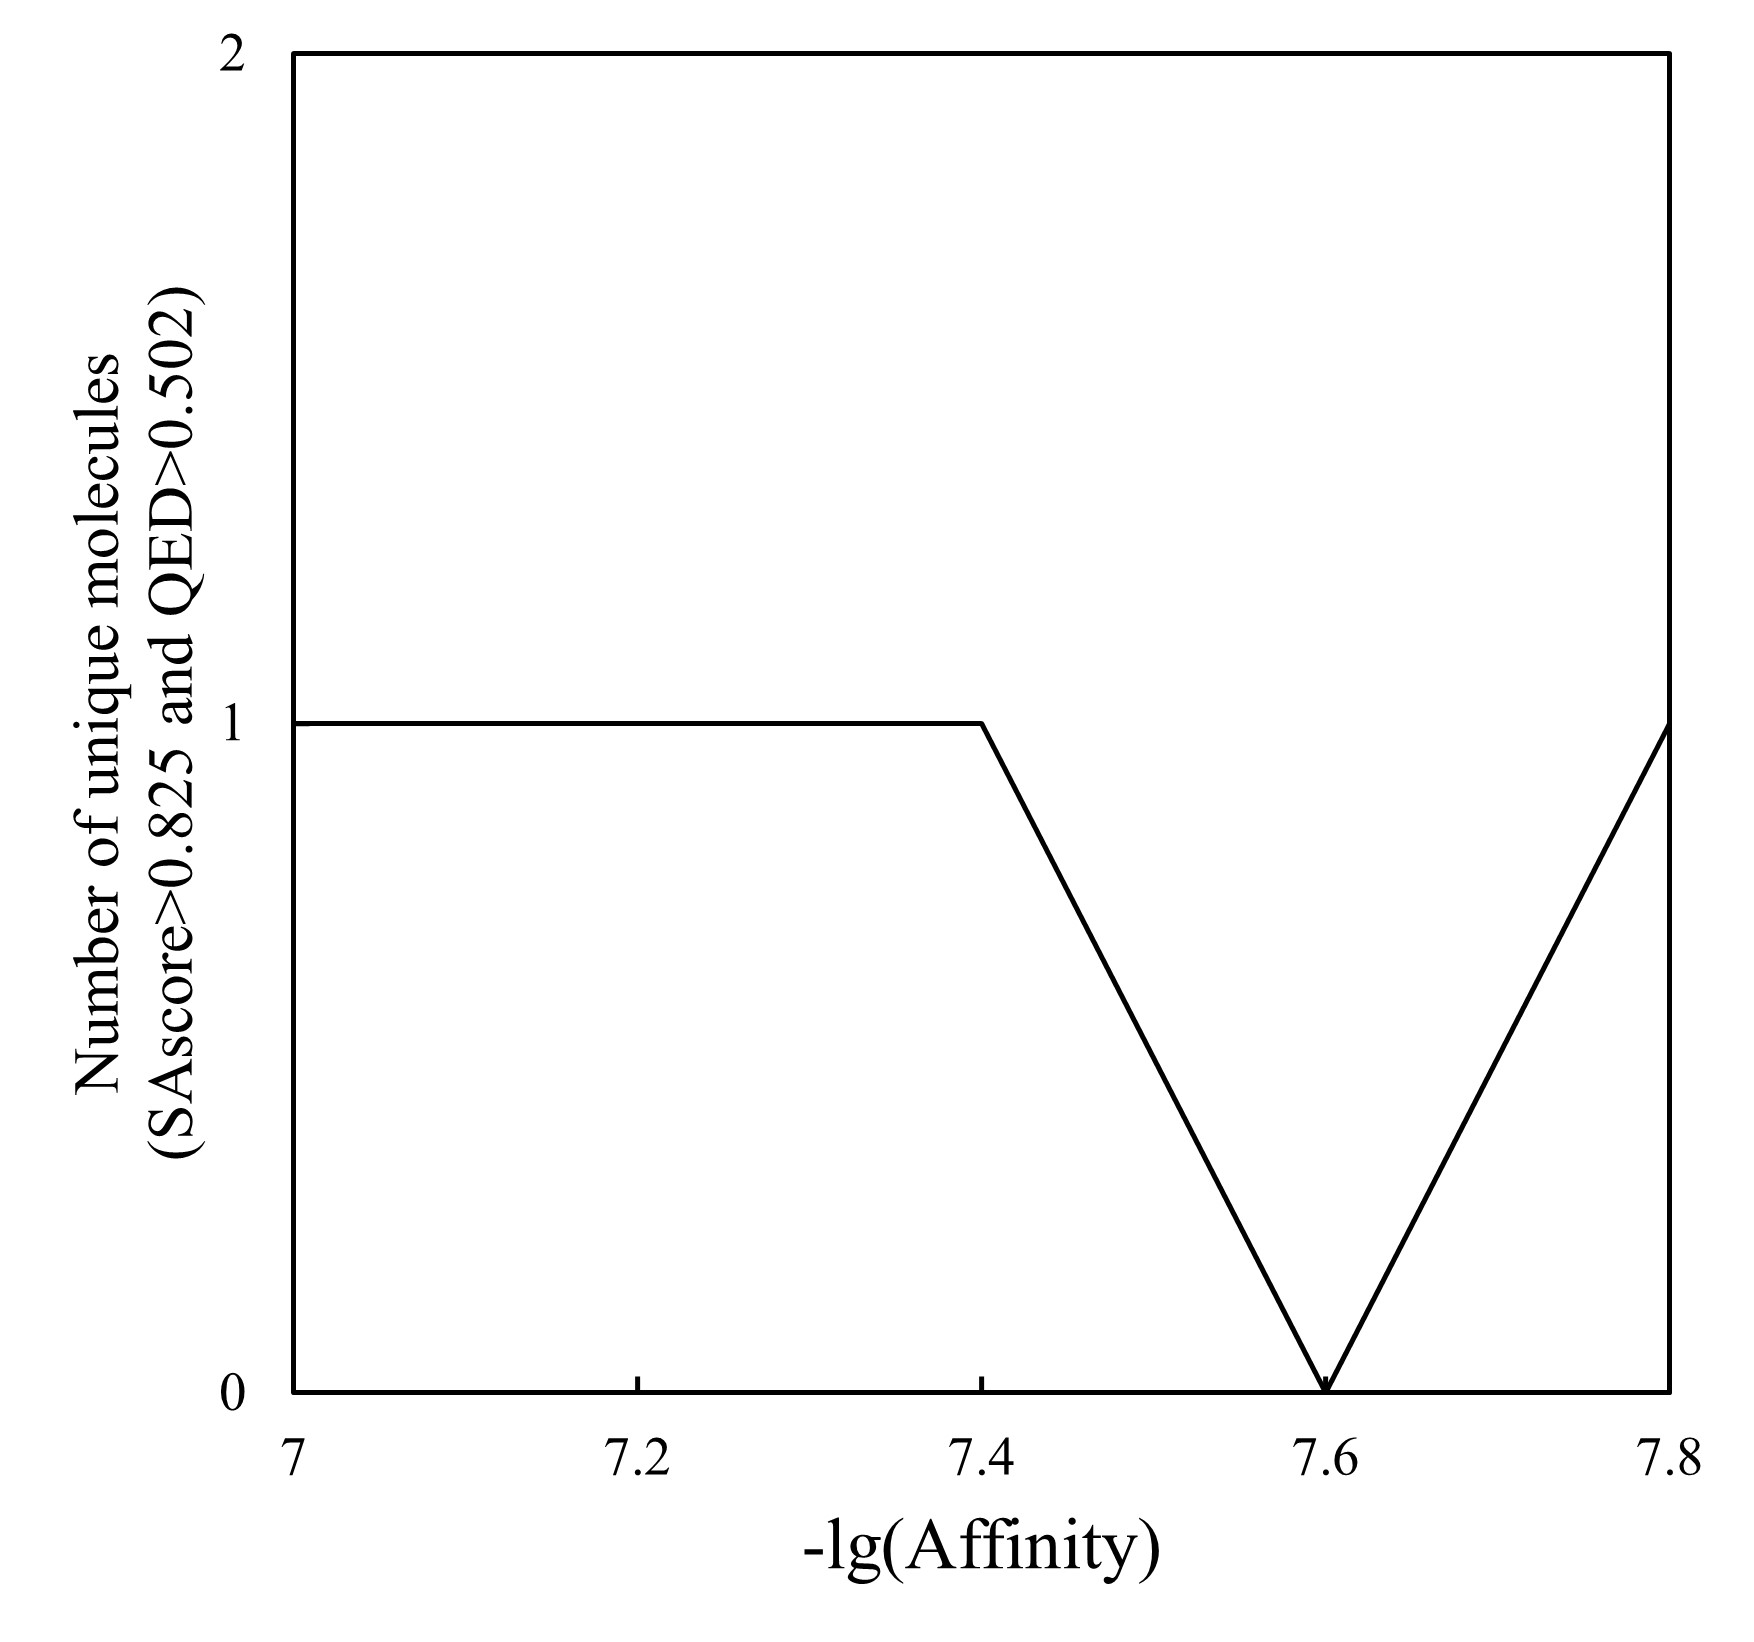 Number of unique molecules
(SAscore>0.825 and QED>0.502)
2
1
0
7
7.2
7.4
7.6
7.8
-lg(Affinity)